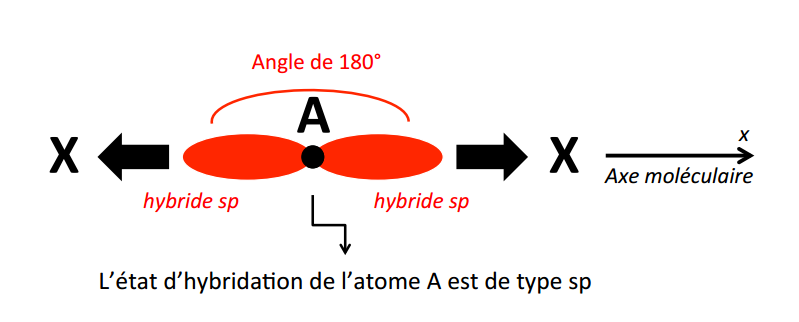 Angle de 180°
A
X
X
x
Axe moléculaire
hybride sp
hybride sp
L’état d’hybridation de l’atome A est de type sp